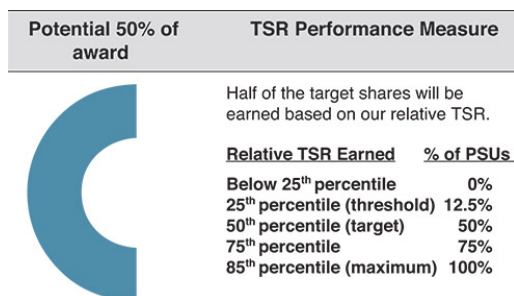 Potential 50% of
award
TSR Performance Measure
Half of the target shares will be
earned based on our relative TSR.
Relative TSR Earned % of PSUs
Below 25th percentile 0%
25th percentile (threshold) 12.5%
50th percentile (target) 50%
75th percentile 75%
85th percentile (maximum) 100%